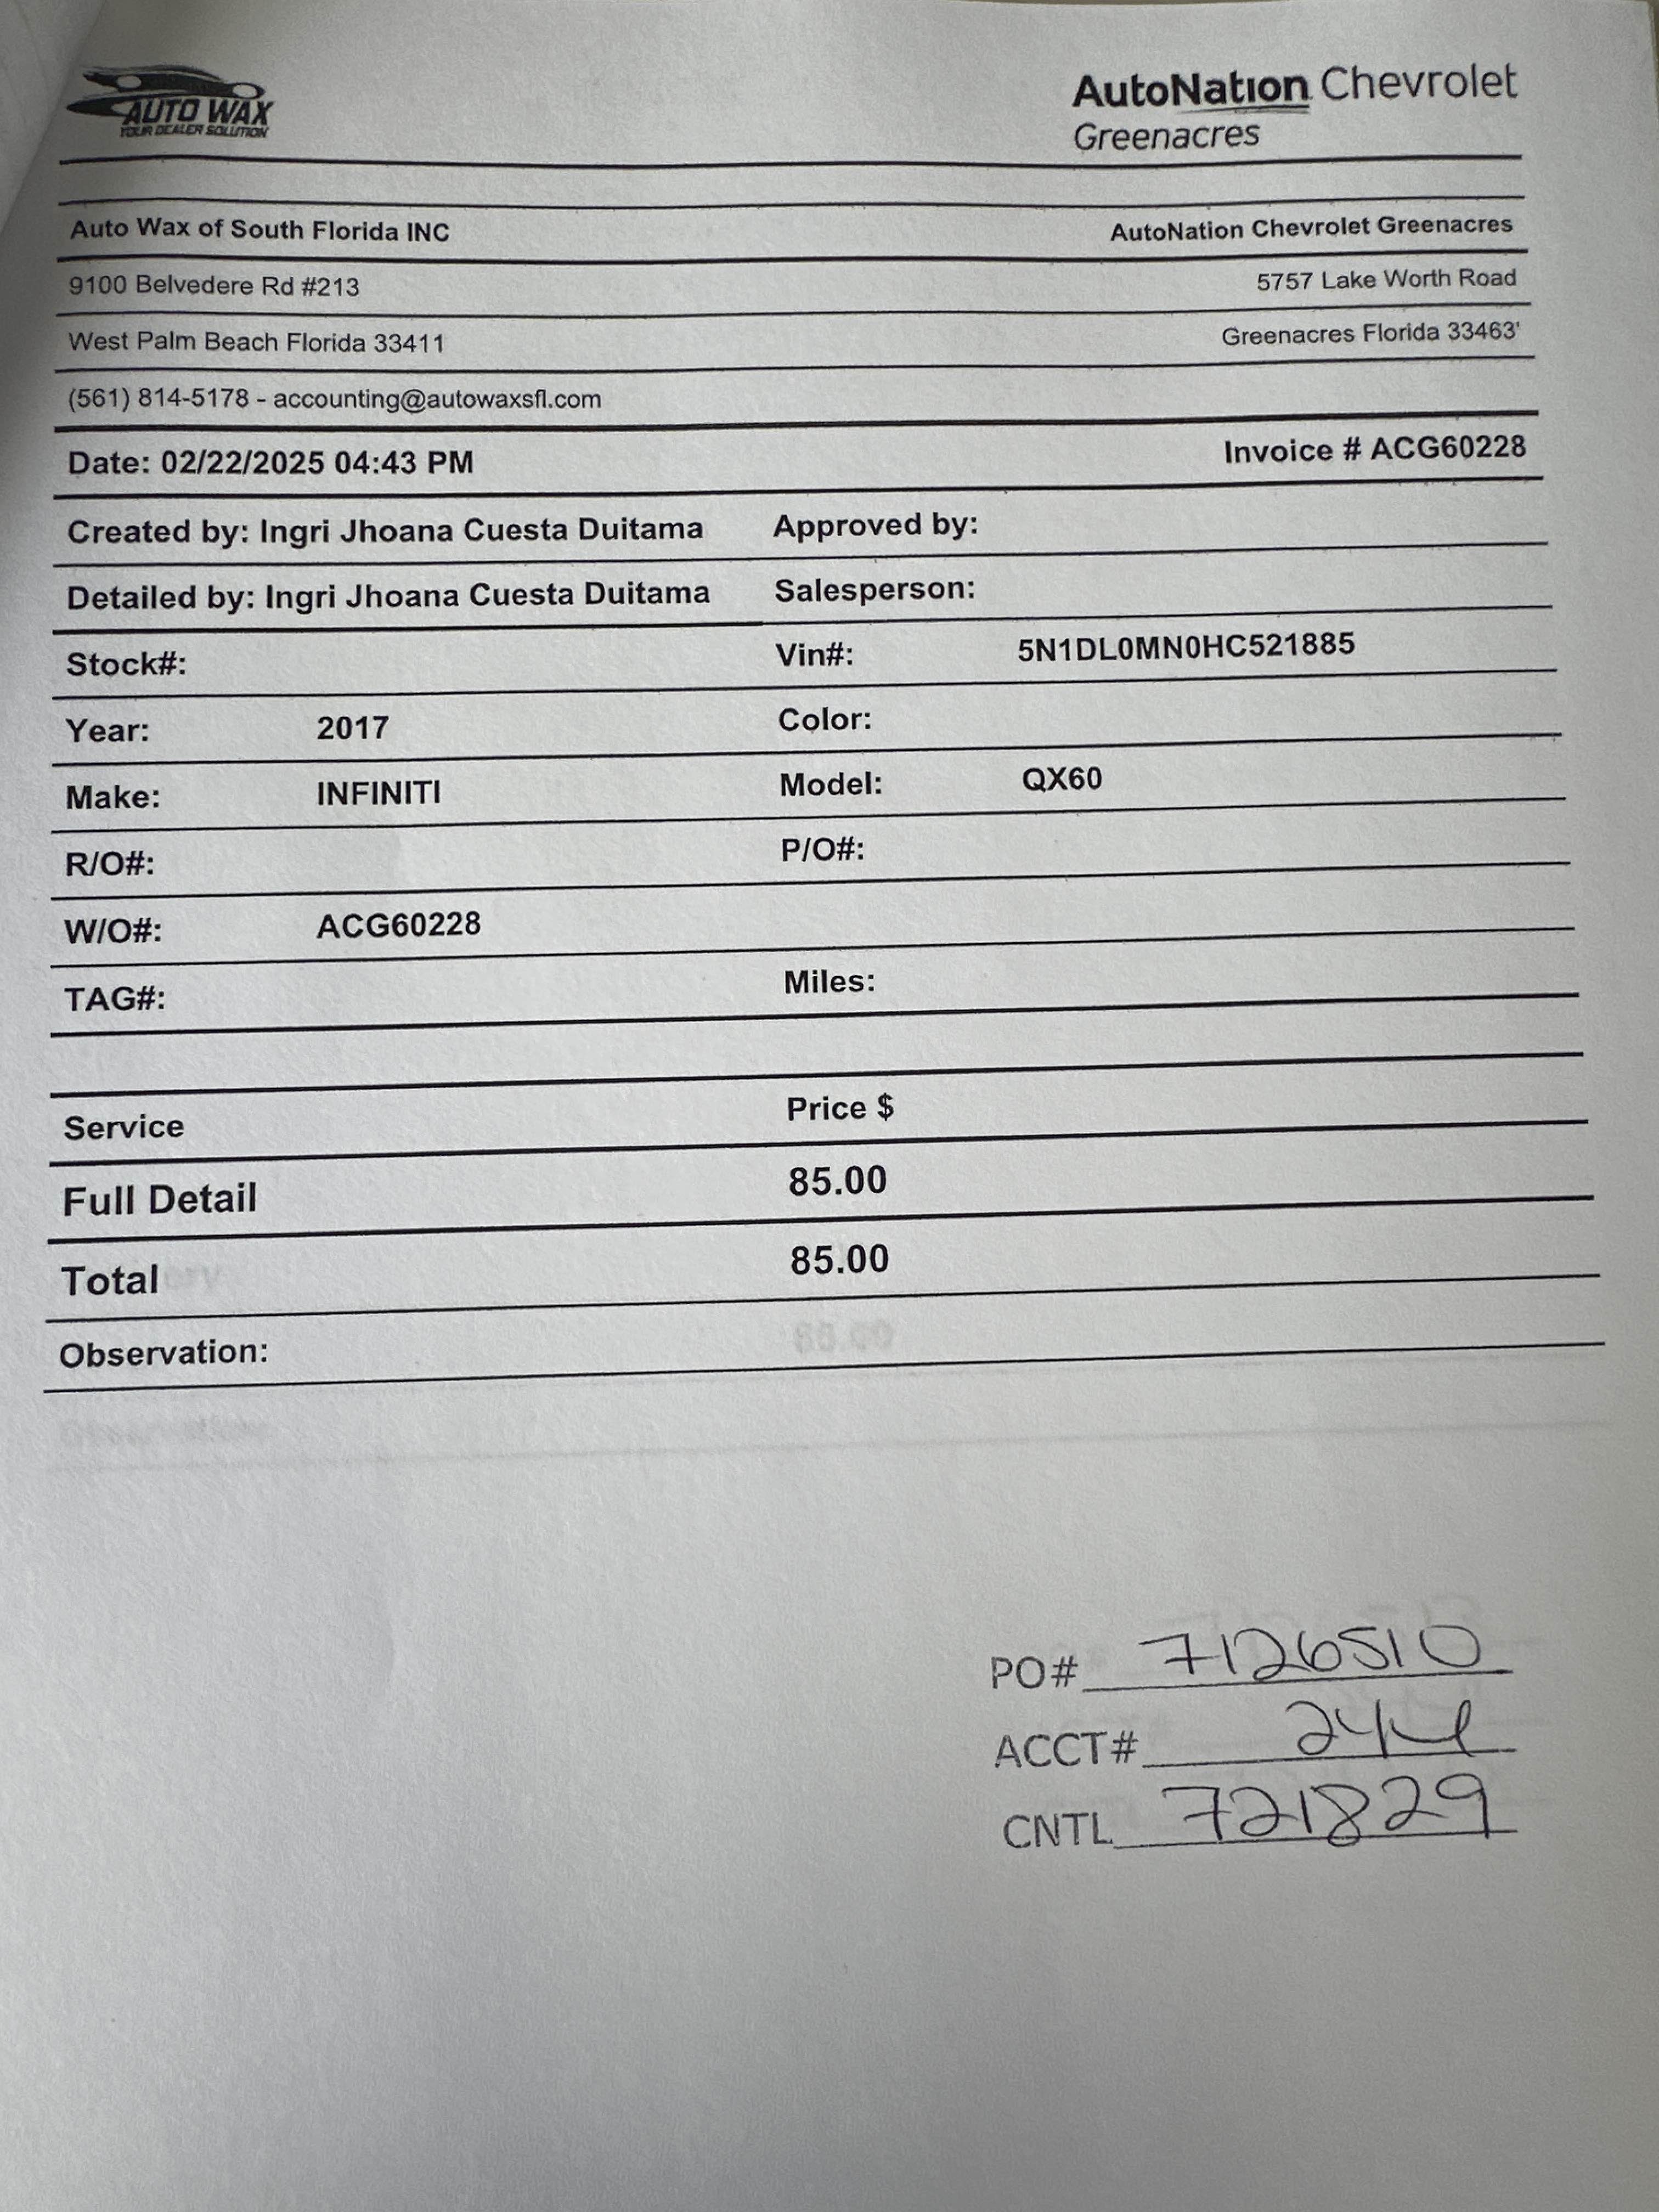 AUTO WAX
YOUR DEALER SOLUTION
AutoNation Chevrolet
Greenacres
Auto Wax of South Florida INC AutoNation Chevrolet Greenacres
9100 Belvedere Rd #213 5757 Lake Worth Road
West Palm Beach Florida 33411 Greenacres Florida 33463'
(561) 814-5178 - accounting@autowaxsfl.com
Date: 02/22/2025 04:43 PM Invoice # ACG60228
Created by: Ingri Jhoana Cuesta Duitama Approved by:
Detailed by: Ingri Jhoana Cuesta Duitama Salesperson:
Stock#: Vin#: 5N1DL0MN0HC521885
Year: 2017 Color:
Make: INFINITI Model: QX60
R/O#: P/O#:
W/O#: ACG60228
TAG#: Miles:
Service Price $
Full Detail 85.00
Total 85.00
Observation:
PO# 7126510
ACCT#
CNTL 721829